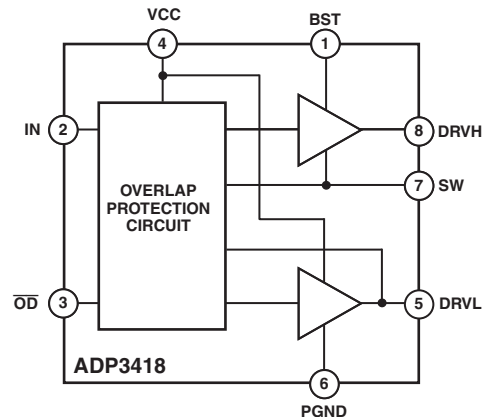 VCC
BST
4
1
IN
2
8
DRVH
7
SW
OVERLAP
PROTECTION
CIRCUIT
OD
3
5
DRVL
ADP3418
6
PGND